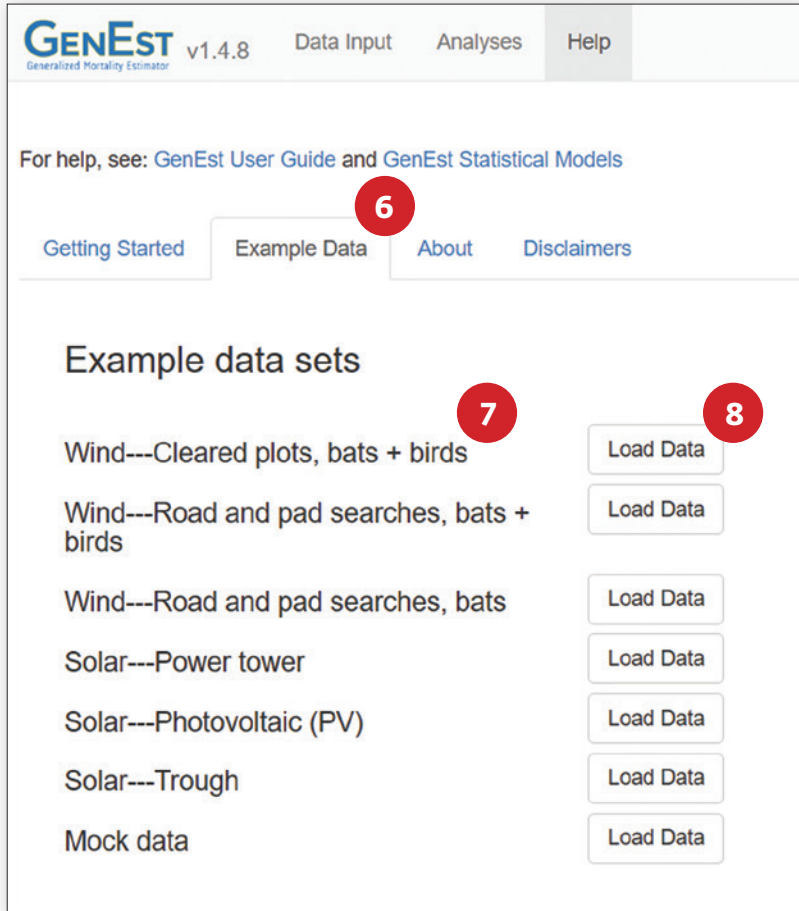 GENEST v1.4.8 Data Input Analyses Help
Generalized Mortality Estimator
For help, see: GenEst User Guide and GenEst Statistical Models
6
Getting Started Example Data About Disclaimers
Example data sets
7 8
Wind---Cleared plots, bats + birds Load Data
Wind---Road and pad searches, bats + Load Data
birds
Wind---Road and pad searches, bats Load Data
Solar---Power tower Load Data
Solar---Photovoltaic (PV) Load Data
Solar---Trough Load Data
Mock data Load Data